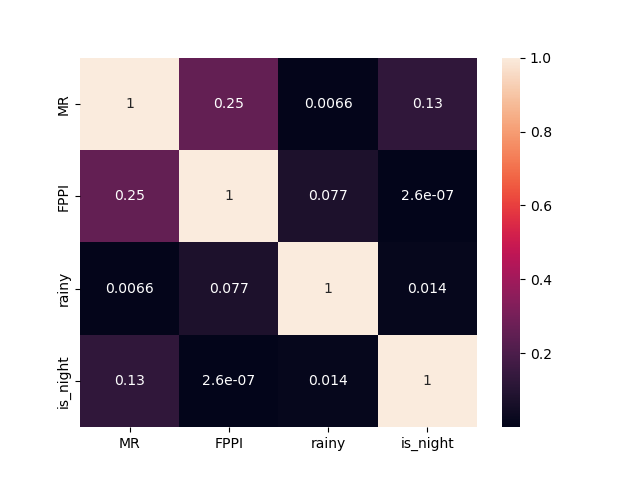 MR 1 0.25 0.0066 0.13
FPPI 0.25 1 0.077 2.6e-07
rainy 0.0066 0.077 1 0.014
is_night 0.13 2.6e-07 0.014 1
MR FPPI rainy is_night
1.0
0.8
0.6
0.4
0.2